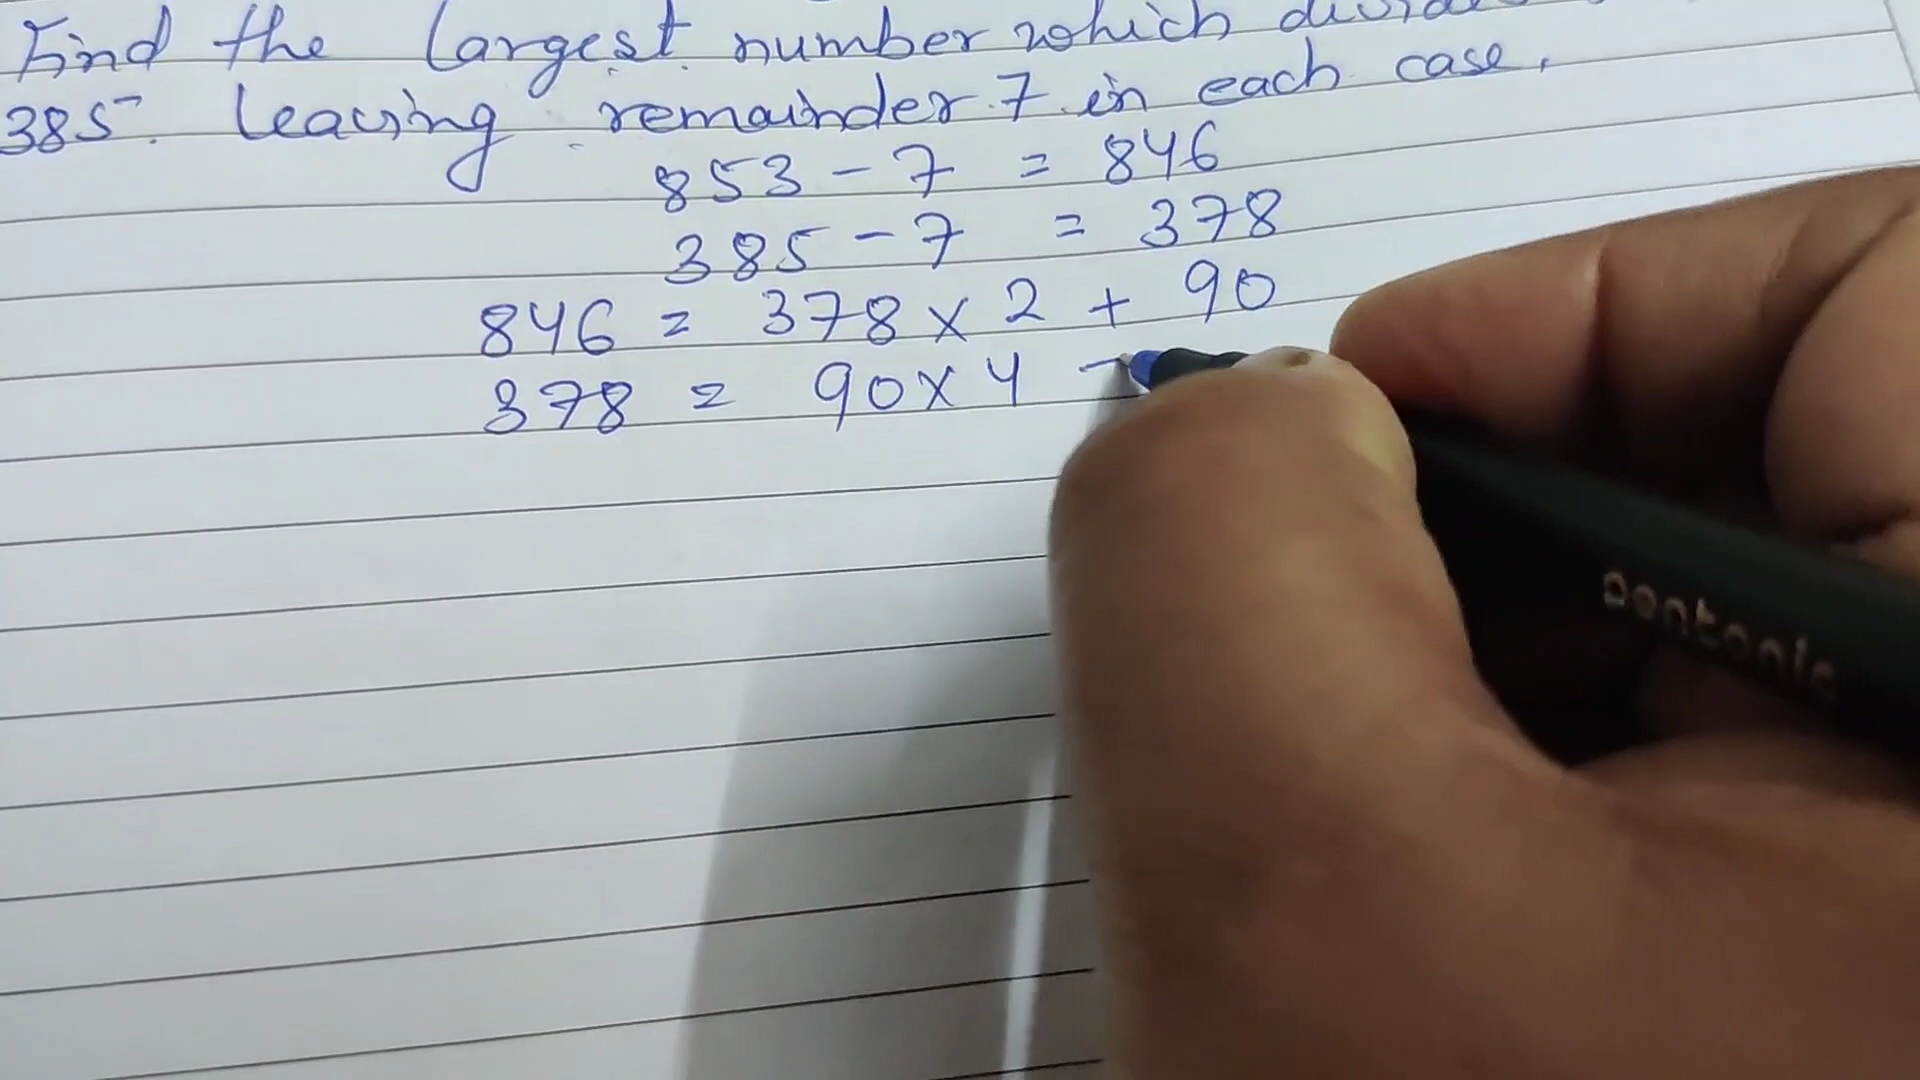 Find the largest number which
385. leaving remainder 7 in each case.
853 - 7 = 846
385 - 7 = 378
846 = 378 x 2 + 90
378 = 90 x 4
pentonic